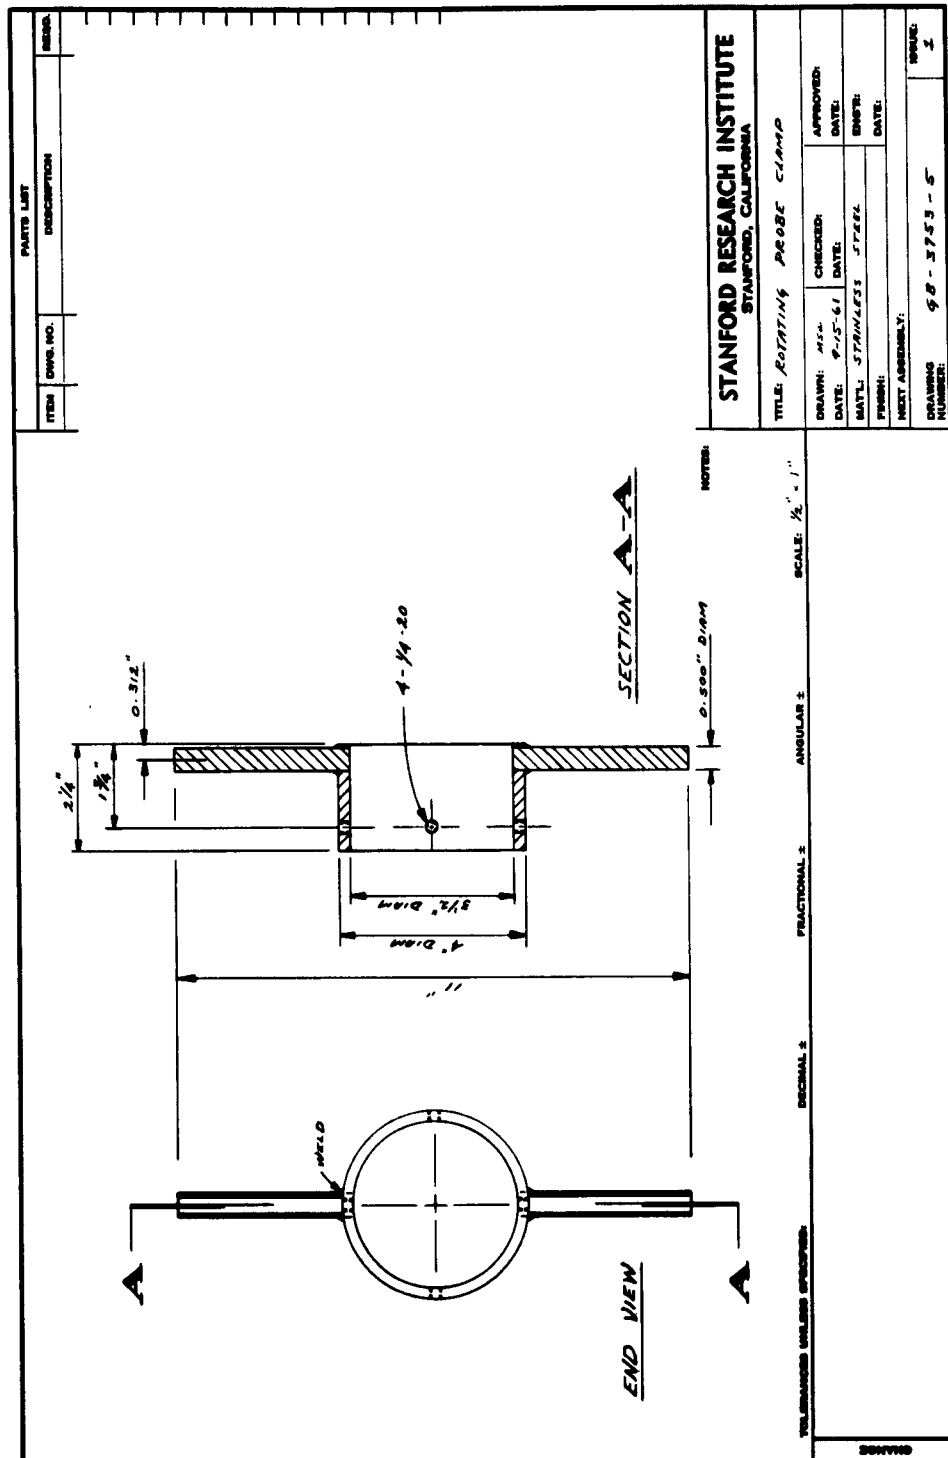 PARTS LIST
ITEM DWG. NO. DESCRIPTION REQD.
2 1/4"
1 3/4"
0.312"
4-1/4-20
3 1/2" DIAM
4" DIAM
11"
0.500" DIAM
SECTION A-A
WELD
A
A
END VIEW
NOTES:
TOLERANCES UNLESS SPECIFIED: DECIMAL ± FRACTIONAL ± ANGULAR ± SCALE: 1/2" = 1"
CHANGE
STANFORD RESEARCH INSTITUTE
STANFORD, CALIFORNIA
TITLE: ROTATING PROBE CLAMP
DRAWN: CHECKED: APPROVED:
DATE: 9-15-61 DATE: DATE:
MAT'L: STAINLESS STEEL ENG'R:
FINISH: DATE:
NEXT ASSEMBLY:
DRAWING NUMBER: GB-3753-5 ISSUE: 1